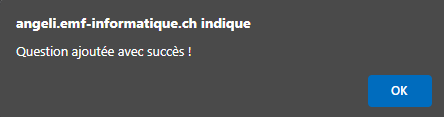 angeli.emf-informatique.ch indique
Question ajoutée avec succès !
OK